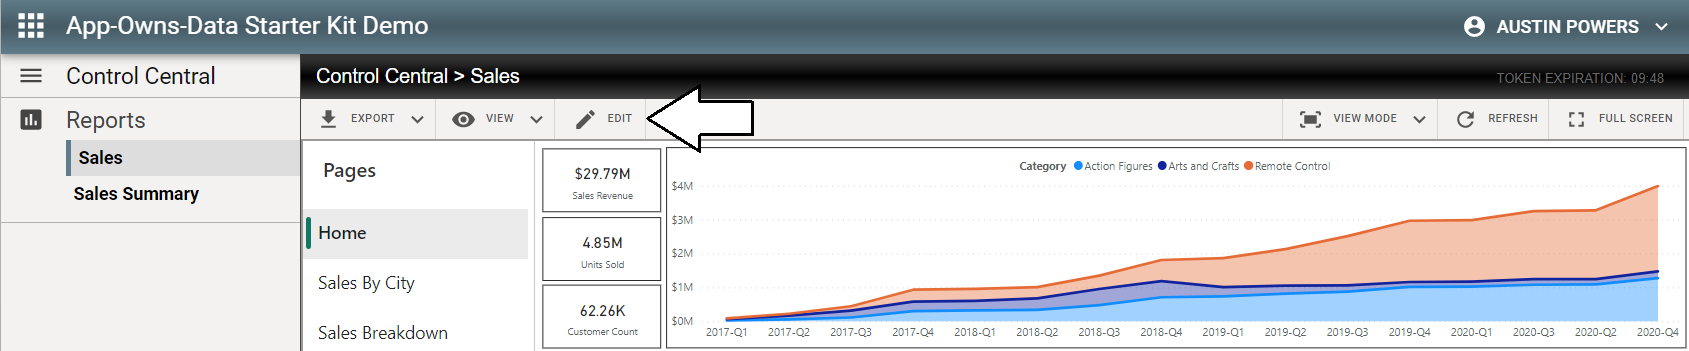 App-Owns-Data Starter Kit Demo
AUSTIN POWERS
Control Central
Control Central > Sales
TOKEN EXPIRATION: 09:48
EXPORT
VIEW
EDIT
VIEW MODE
REFRESH
FULL SCREEN
Reports
Sales
Sales Summary
Pages
Home
Sales By City
Sales Breakdown
$29.79M
Sales Revenue
4.85M
Units Sold
62.26K
Customer Count
Category Action Figures Arts and Crafts Remote Control
$4M
$3M
$2M
$1M
$0M
2017-Q1 2017-Q2 2017-Q3 2017-Q4 2018-Q1 2018-Q2 2018-Q3 2018-Q4 2019-Q1 2019-Q2 2019-Q3 2019-Q4 2020-Q1 2020-Q3 2020-Q2 2020-Q4